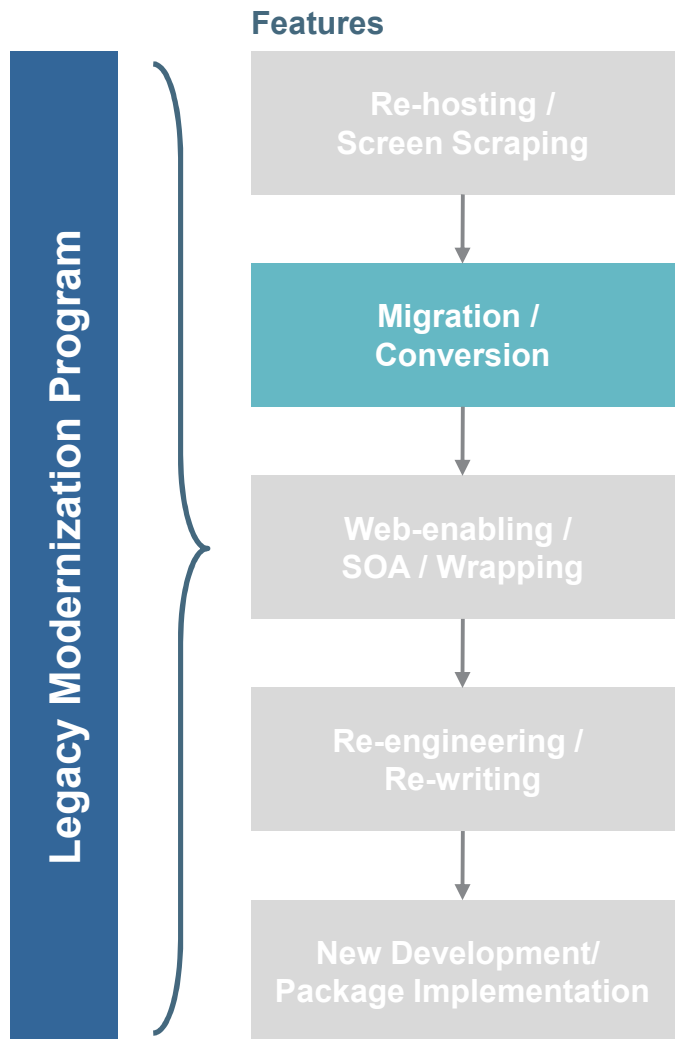 Features
Legacy Modernization Program
Re-hosting /
Screen Scraping
Migration /
Conversion
Web-enabling /
SOA / Wrapping
Re-engineering /
Re-writing
New Development/
Package Implementation